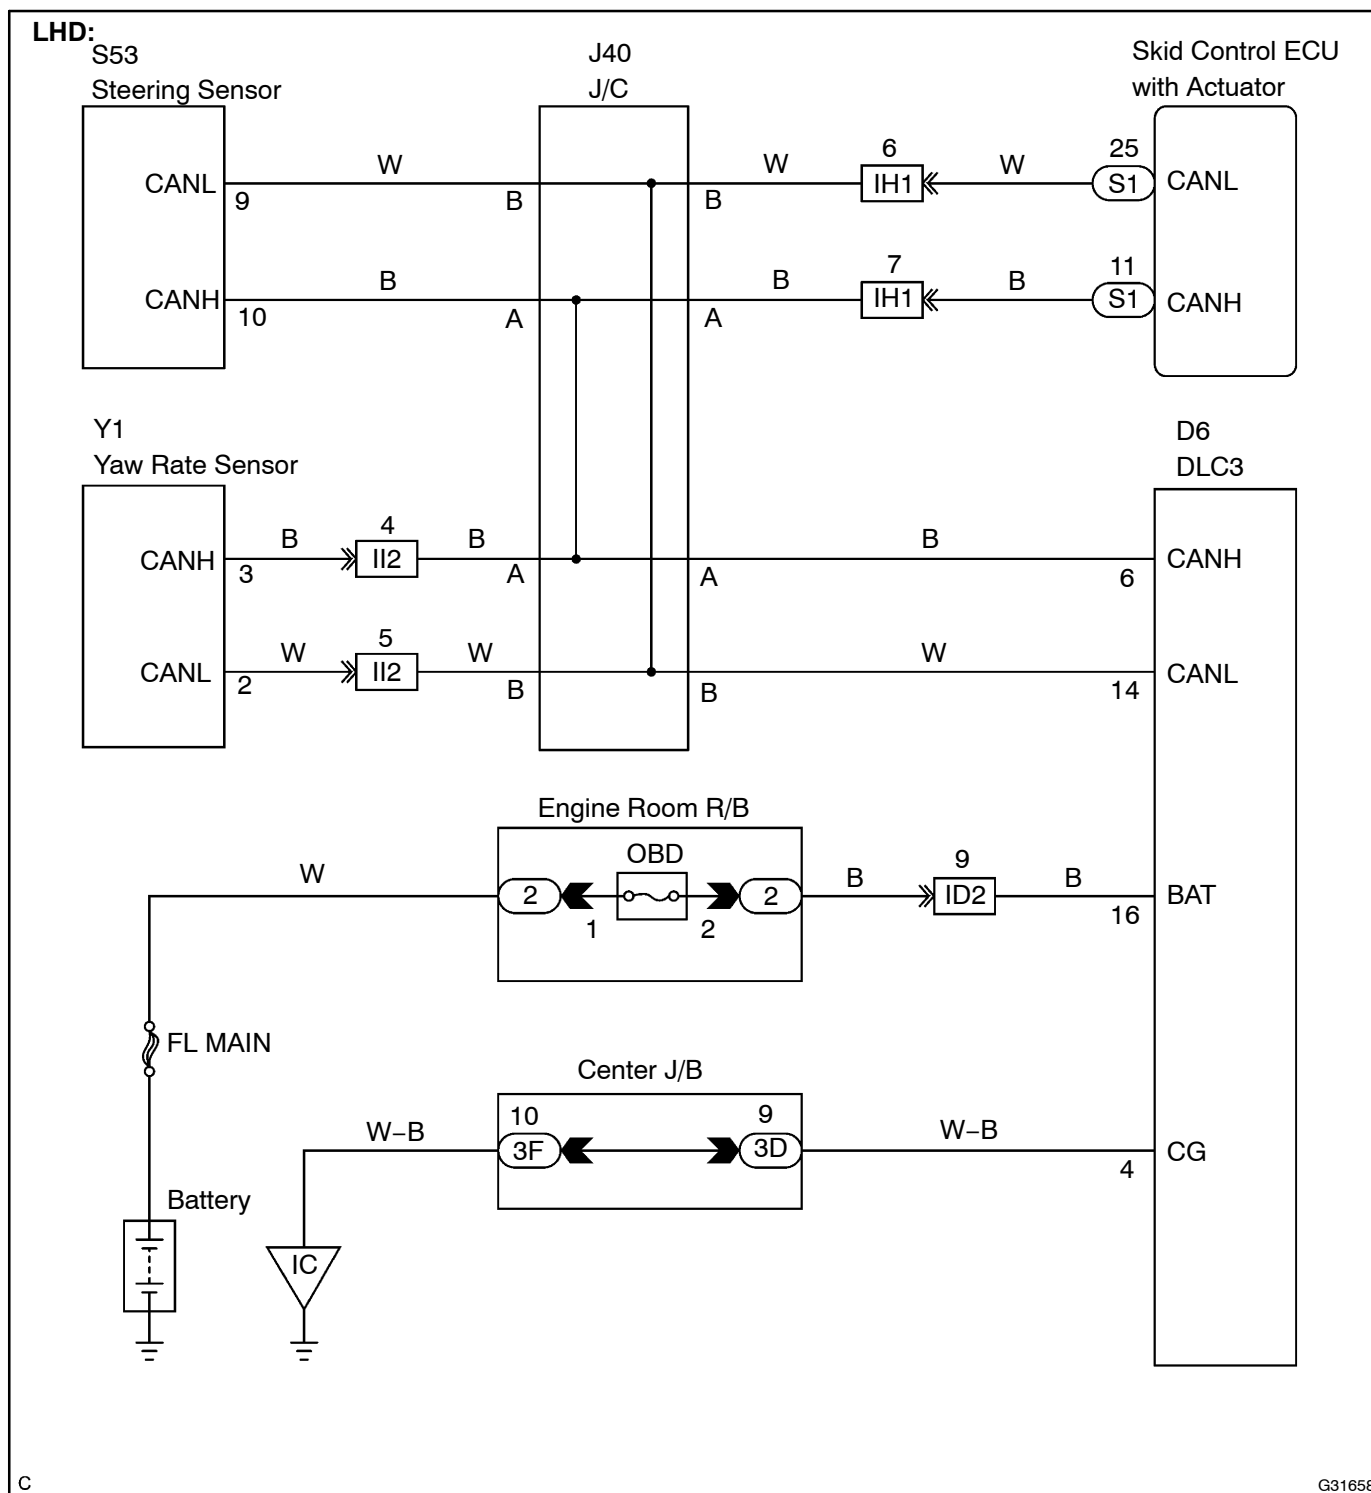 LHD:
S53
Steering Sensor
J40
J/C
Skid Control ECU
with Actuator
CANL
9
W
B
B
W
6
IH1
W
25
S1
CANL
CANH
10
B
A
A
B
7
IH1
B
11
S1
CANH
Y1
Yaw Rate Sensor
D6
DLC3
CANH
3
B
4
II2
B
A
A
B
6
CANH
CANL
2
W
5
II2
W
B
B
W
14
CANL
Engine Room R/B
W
2
1
OBD
2
2
B
9
ID2
B
16
BAT
FL MAIN
Center J/B
W-B
10
3F
9
3D
W-B
4
CG
Battery
IC
C
G31658